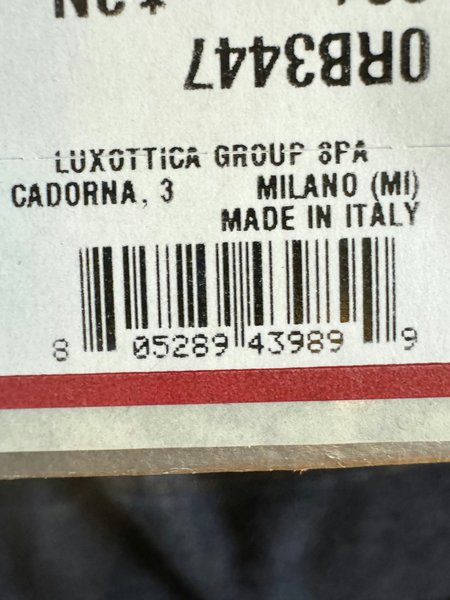 0RB3447
LUXOTTICA GROUP SPA
CADORNA, 3 MILANO (MI)
MADE IN ITALY
8 05289 43989 9